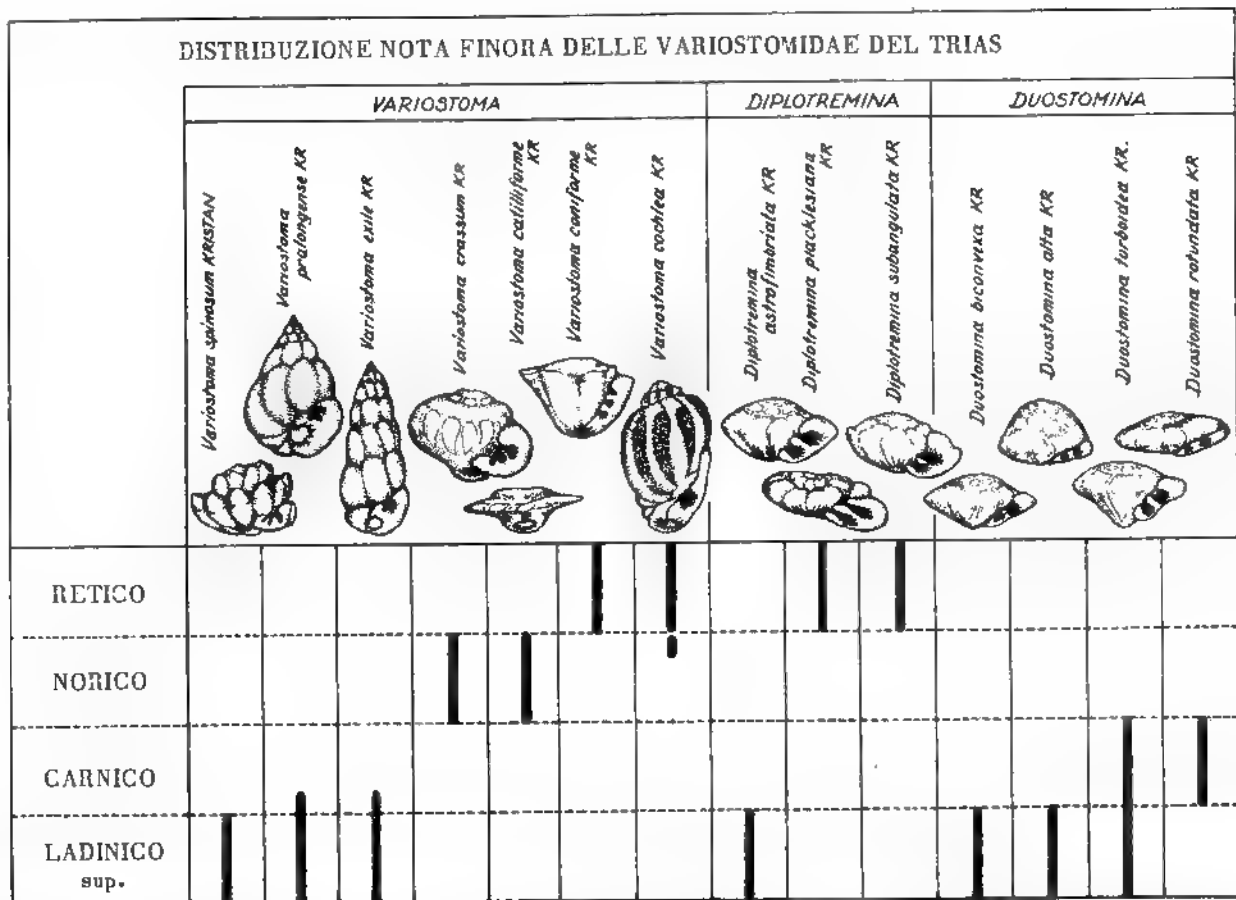 DISTRIBUZIONE NOTA FINORA DELLE VARIOSTOMIDAE DEL TRIAS
VARIOSTOMA
DIPLOTREMINA
DUOSTOMINA
Variostoma spinosum KRISTAN
Variostoma
pralongense KR
Variostoma exile KR
Variostoma crassum KR
Variostoma catilliforme
KR
Variostoma coniforme
KR
Variostoma cochlea KR
Diplotremina
astrofimbriata KR
Diplotremina placklesiana
KR
Diplotremina subangulata KR
Duostomina biconvexa KR
Duostomina alta KR
Duostomina turboidea KR.
Duostomina rotundata KR
RETICO
NORICO
CARNICO
LADINICO
sup.